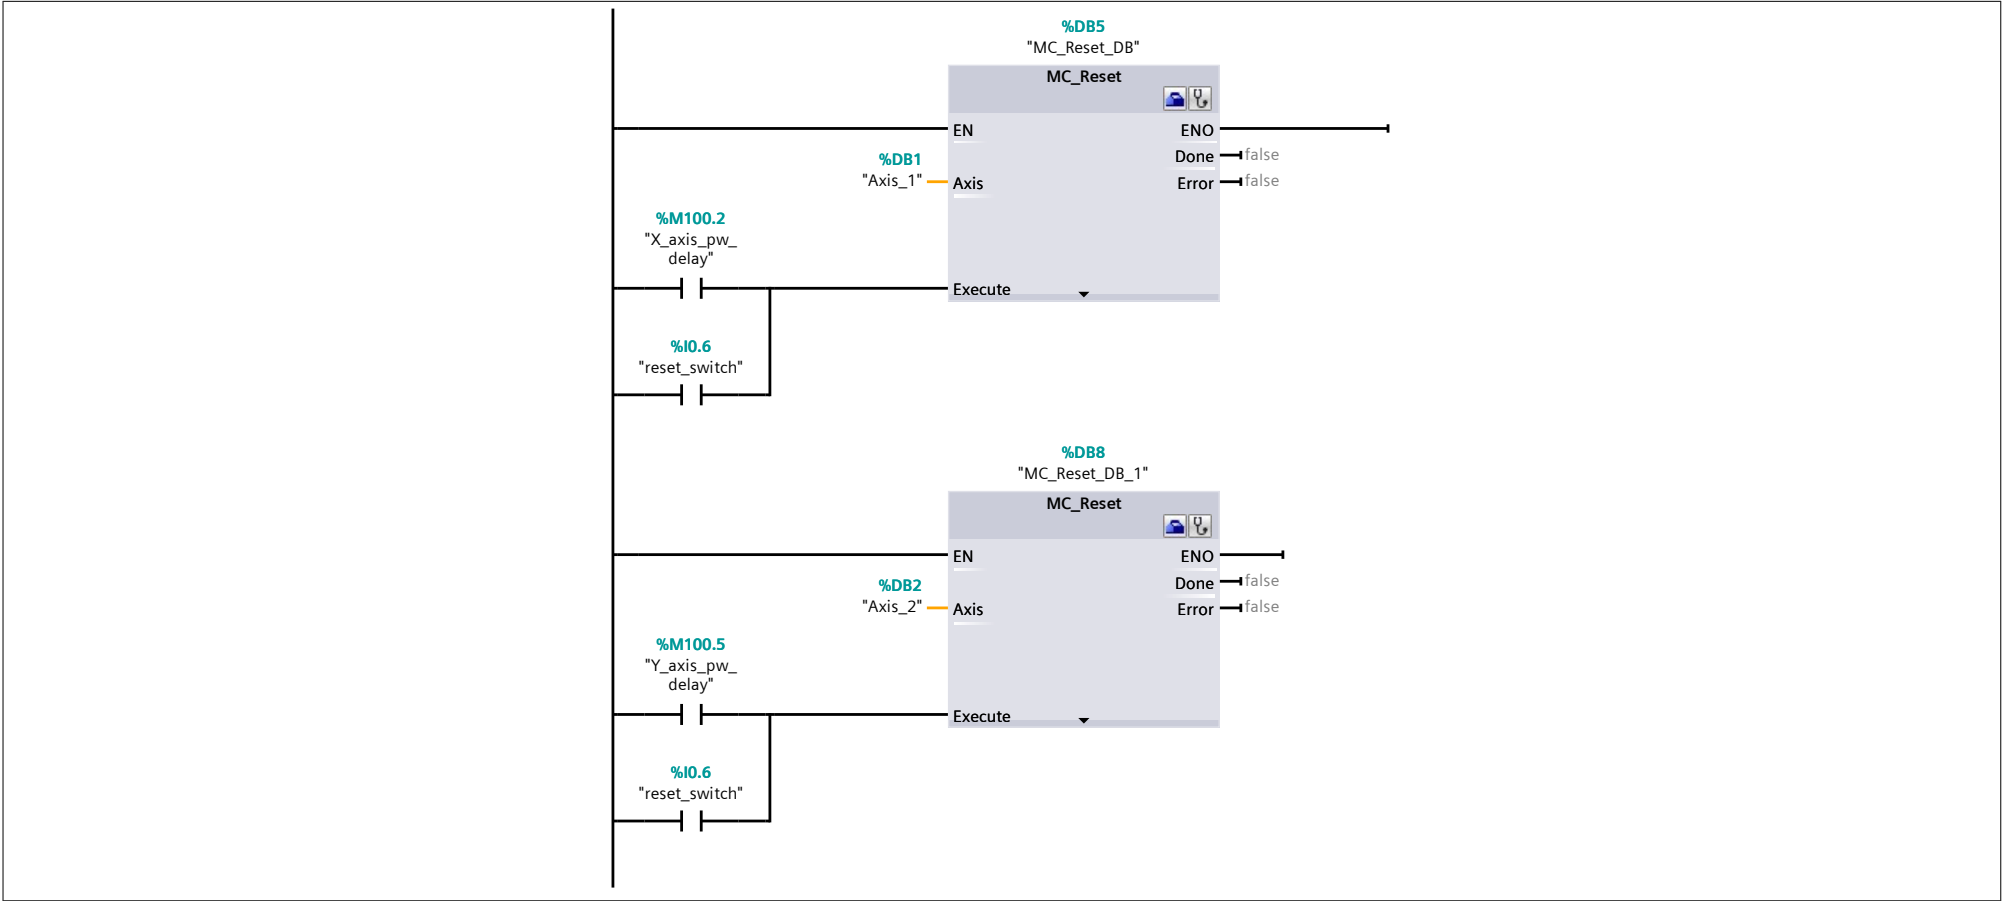 %DB5
"MC_Reset_DB"
MC_Reset
EN
ENO
%DB1
Done
false
"Axis_1"
Axis
Error
false
%M100.2
"X_axis_pw_
delay"
Execute
%I0.6
"reset_switch"
%DB8
"MC_Reset_DB_1"
MC_Reset
EN
ENO
%DB2
Done
false
"Axis_2"
Axis
Error
false
%M100.5
"Y_axis_pw_
delay"
Execute
%I0.6
"reset_switch"